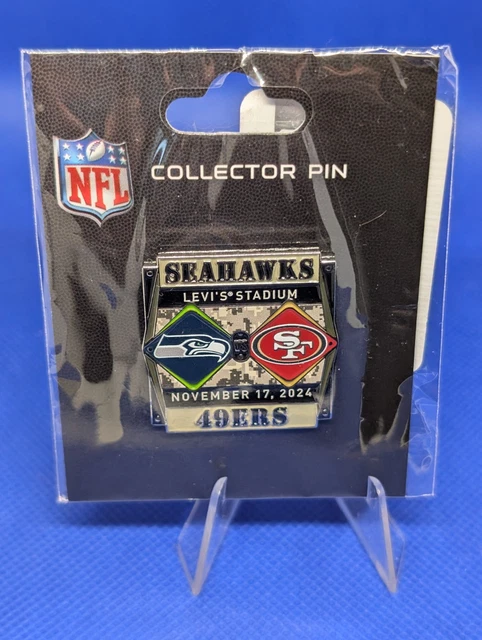 NFL
COLLECTOR PIN
SEAHAWKS
LEVI'S® STADIUM
SF
NOVEMBER 17, 2024
49ERS